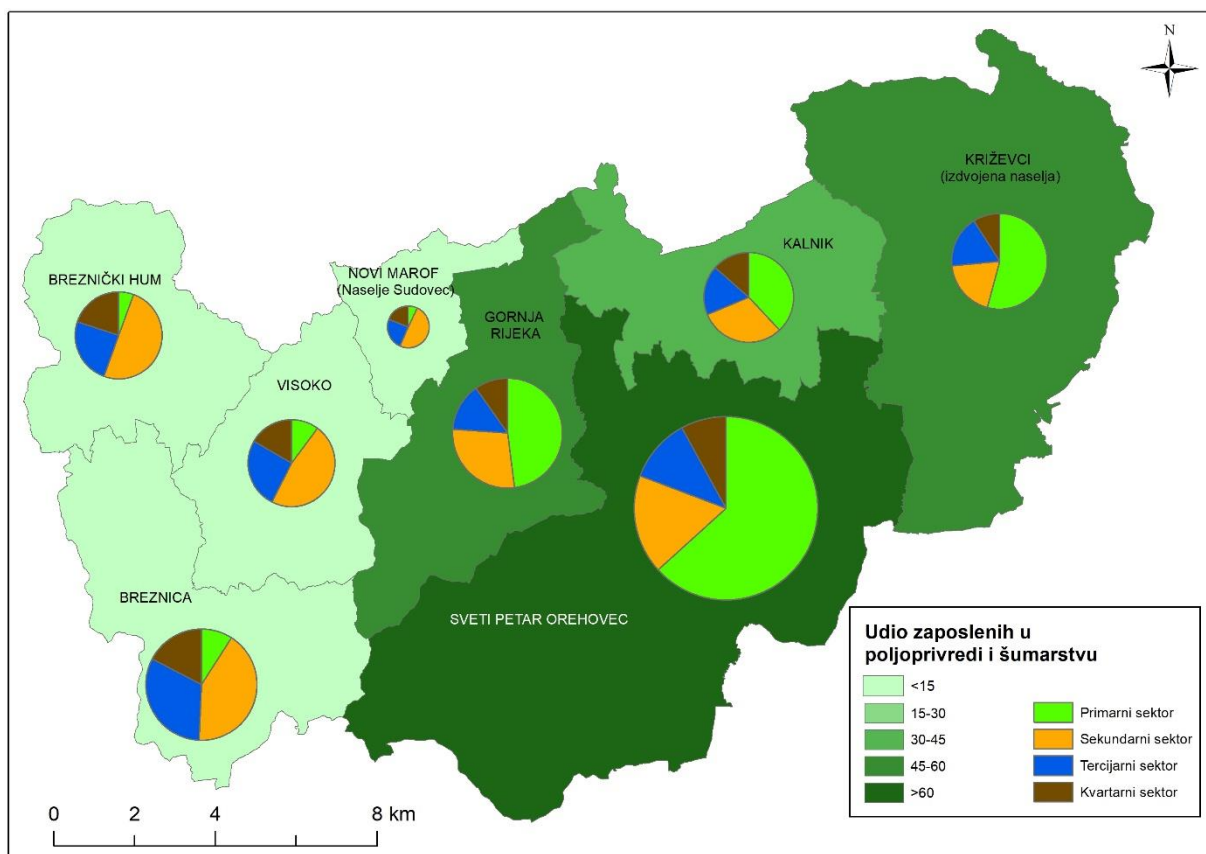 N
KRIŽEVCI
(izdvojena naselja)
KALNIK
BREZNIČKI HUM
NOVI MAROF
(Naselje Sudovec)
GORNJA
RIJEKA
VISOKO
BREZNICA
SVETI PETAR OREHOVEC
Udio zaposlenih u
poljoprivredi i šumarstvu
<15
15-30
30-45
45-60
>60
Primarni sektor
Sekundarni sektor
Tercijarni sektor
Kvartarni sektor
0 2 4 8 km